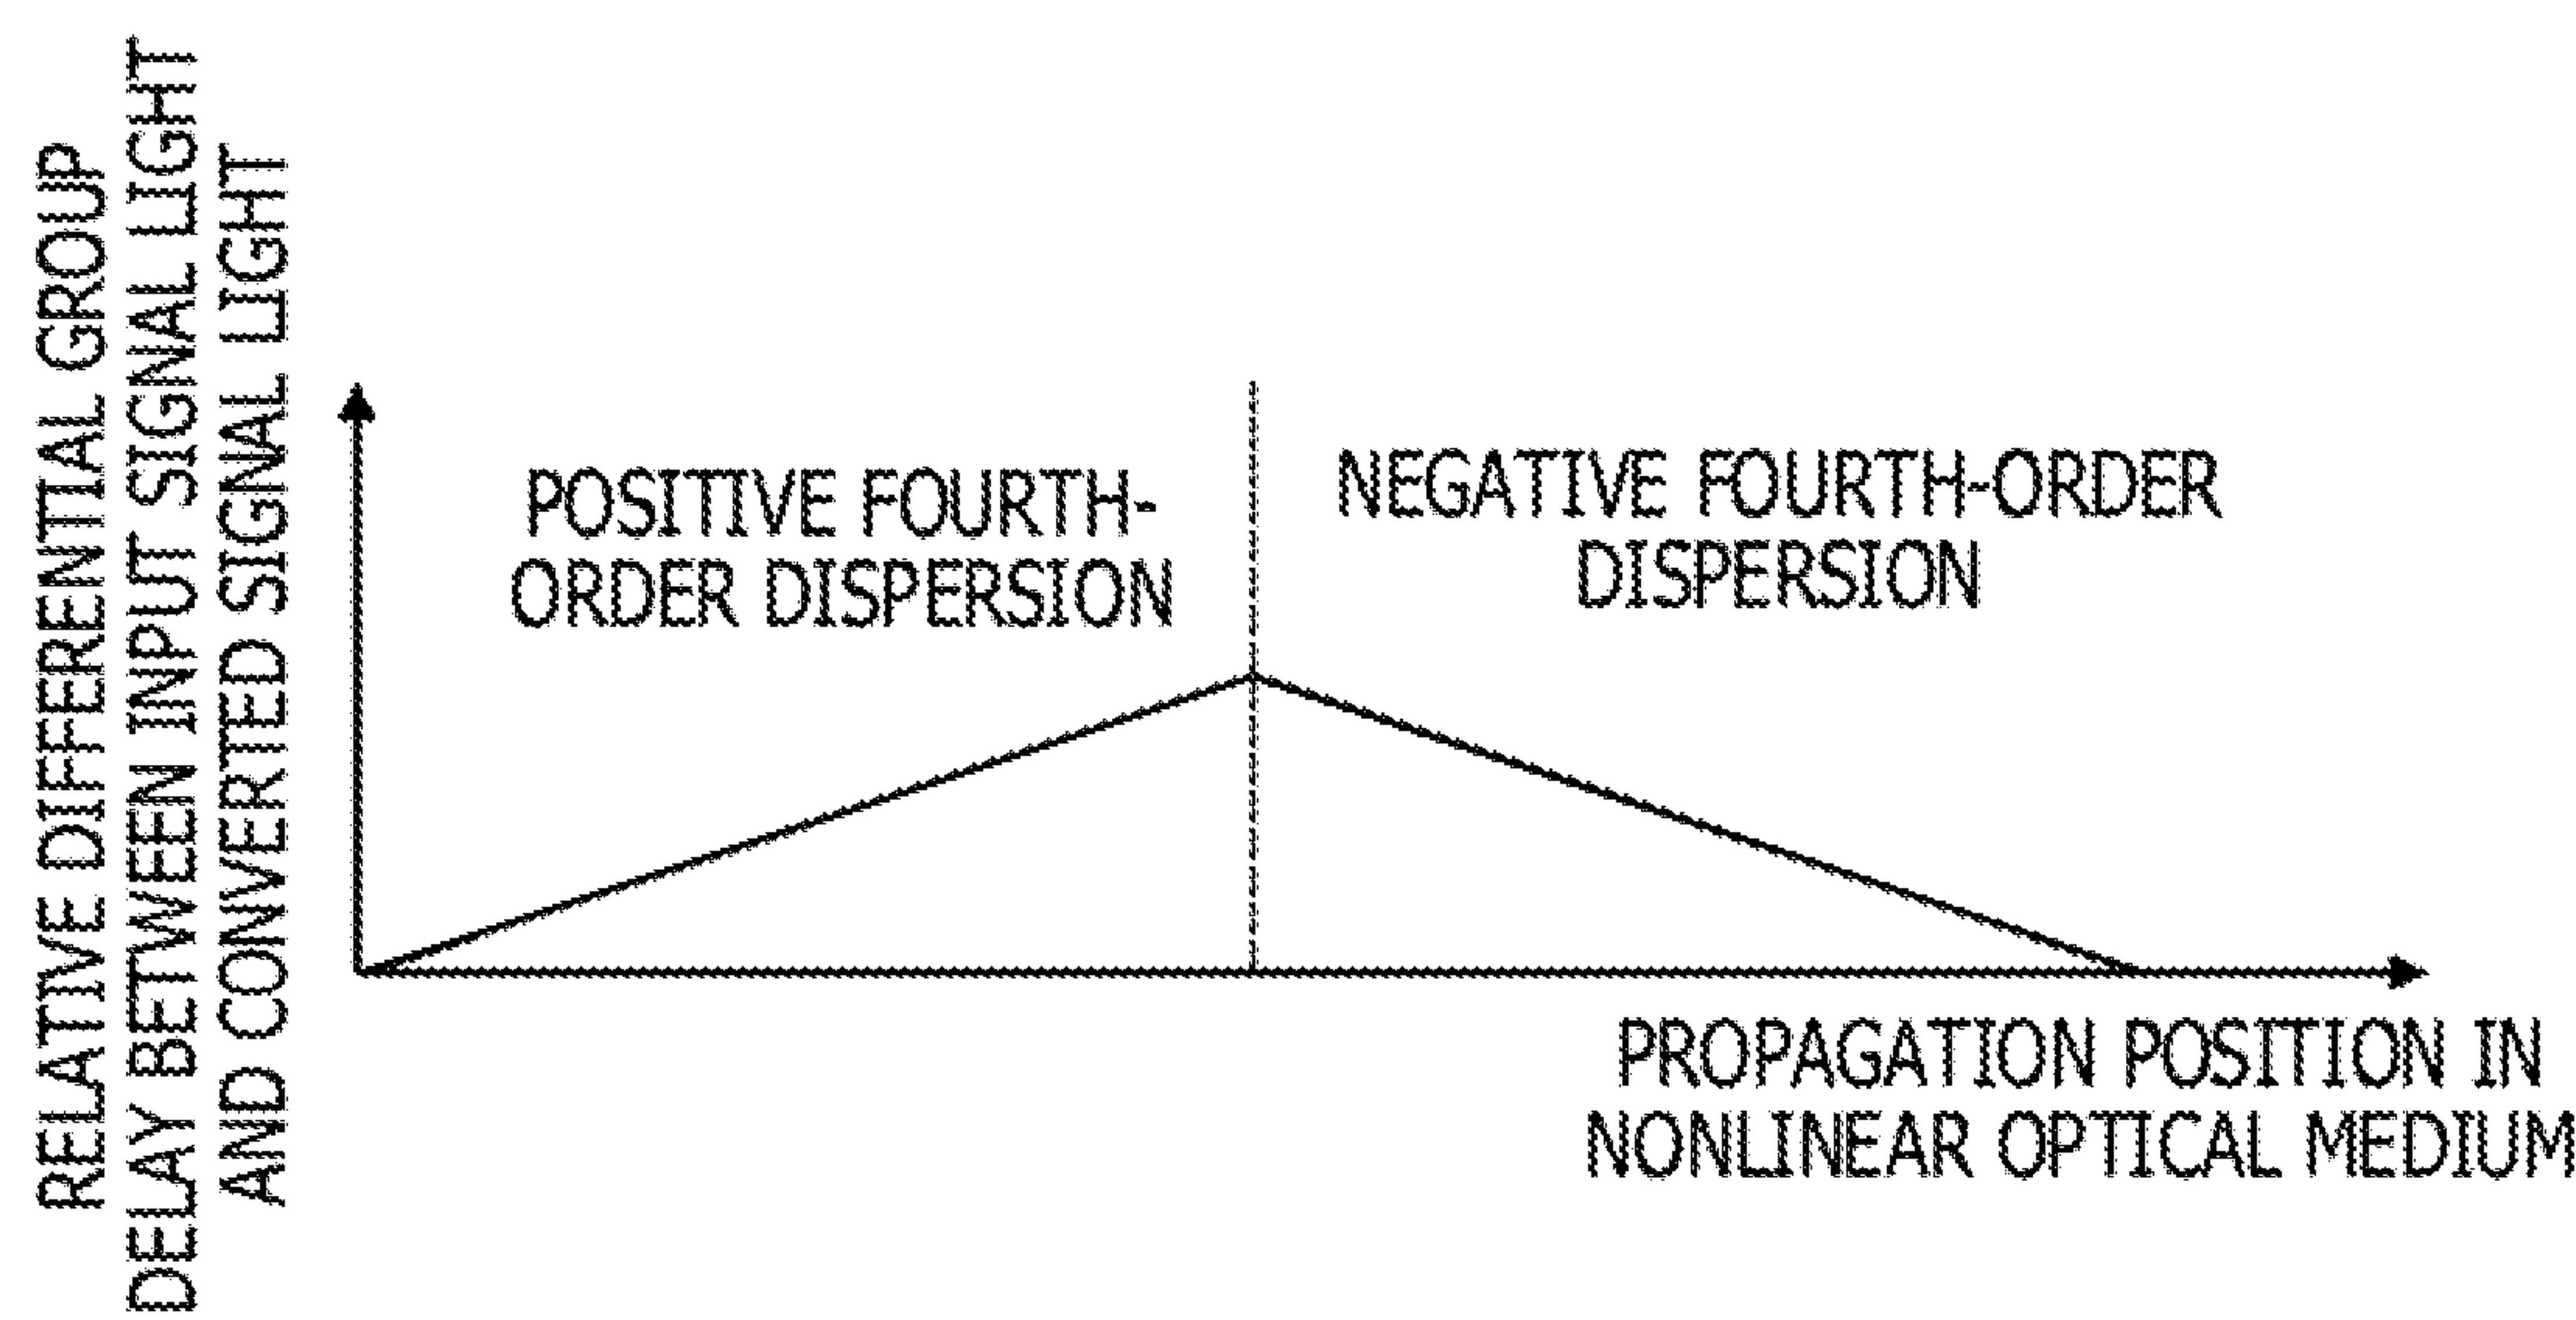 RELATIVE DIFFERENTIAL GROUP
DELAY BETWEEN INPUT SIGNAL LIGHT
AND CONVERTED SIGNAL LIGHT
POSITIVE FOURTH-
ORDER DISPERSION
NEGATIVE FOURTH-ORDER
DISPERSION
PROPAGATION POSITION IN
NONLINEAR OPTICAL MEDIUM